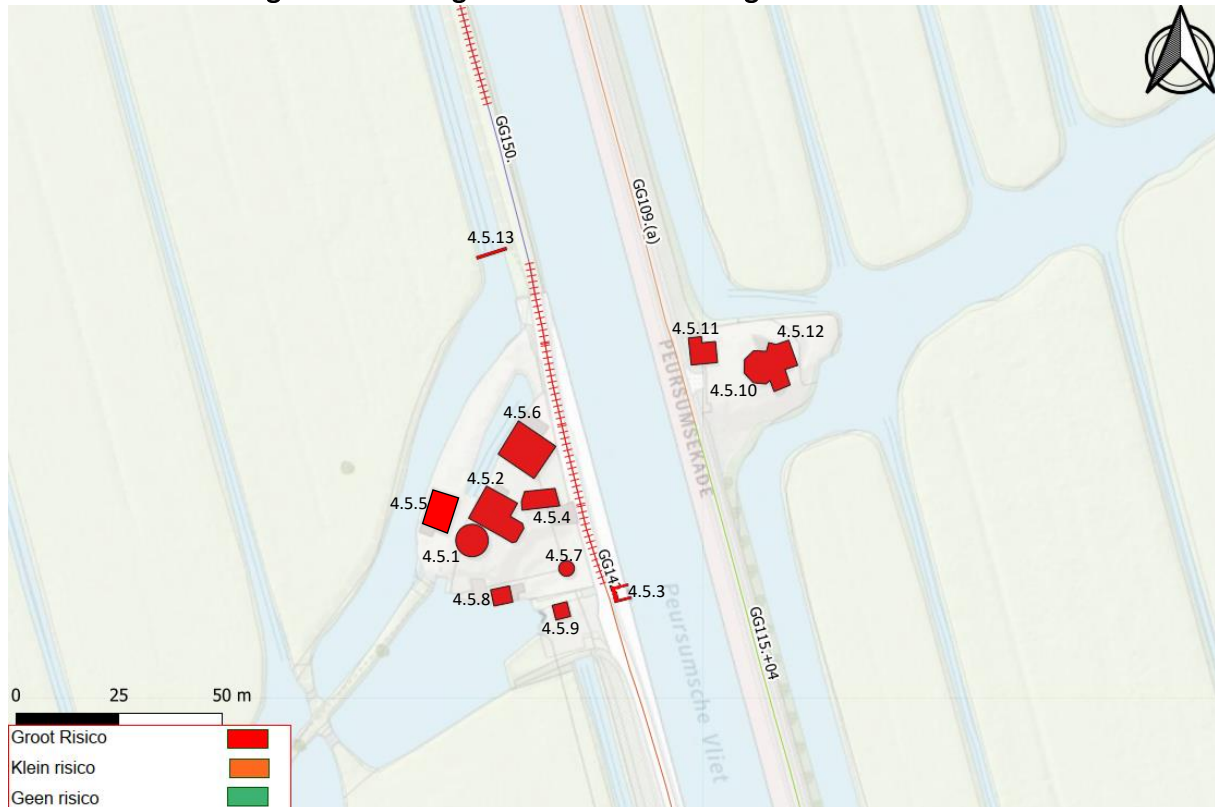 GG150.
GG109.(a)
4.5.13
4.5.11
4.5.12
PEURSUMSEKADE
4.5.10
4.5.6
4.5.2
4.5.5
4.5.4
4.5.1
4.5.7
GG14
4.5.3
4.5.8
4.5.9
Peursumsche Vliet
GG115.+04
0 25 50 m
Groot Risico
Klein risico
Geen risico